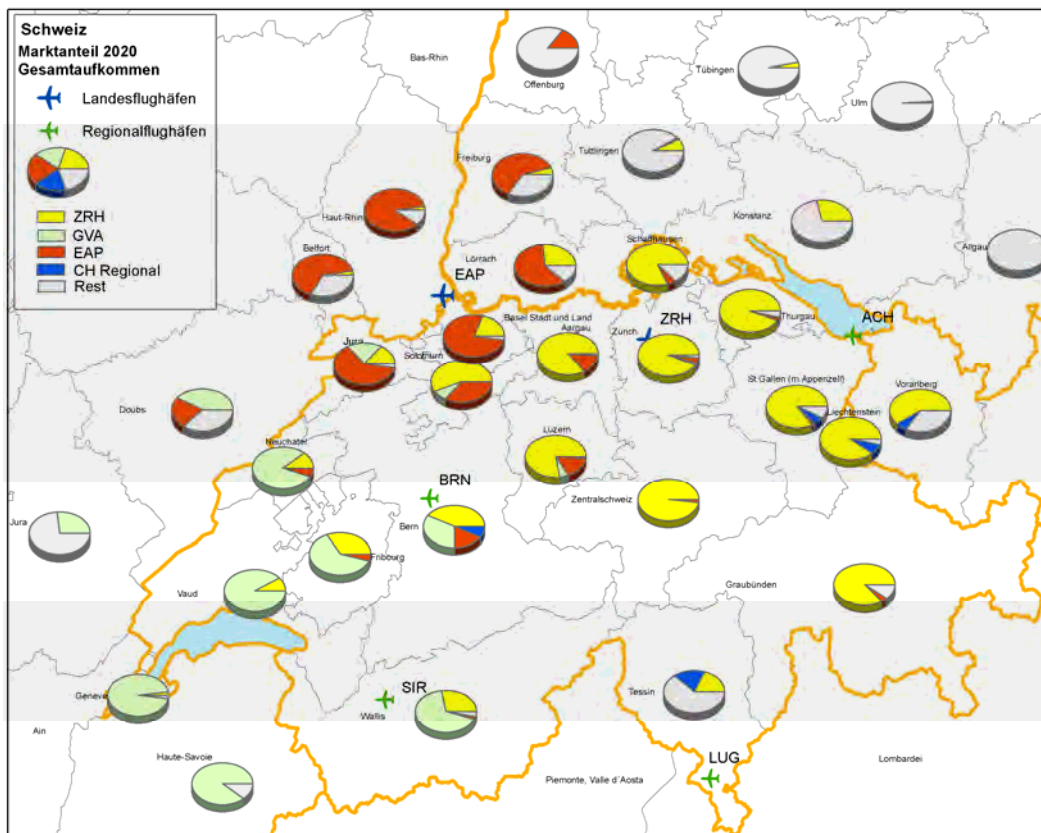 Schweiz
Marktanteil 2020
Gesamtaufkommen
Landesflughäfen
Regionalflughäfen
ZRH
GVA
EAP
CH Regional
Rest
Bas-Rhin
Offenburg
Tübingen
Ulm
Tuttlingen
Freiburg
Haut-Rhin
Konstanz
Schaffhausen
Belfort
Lörrach
Allgäu
EAP
Basel Stadt und Land
Aargau
Zürich
ZRH
Thurgau
ACH
Jura
Solothurn
St Gallen (m.Appenzell)
Vorarlberg
Liechtenstein
Doubs
Neuchatel
Luzern
BRN
Zentralschweiz
Jura
Bern
Fribourg
Vaud
Graubünden
Geneve
SIR
Wallis
Tessin
Ain
Haute-Savoie
Piemonte, Valle d'Aosta
LUG
Lombardei